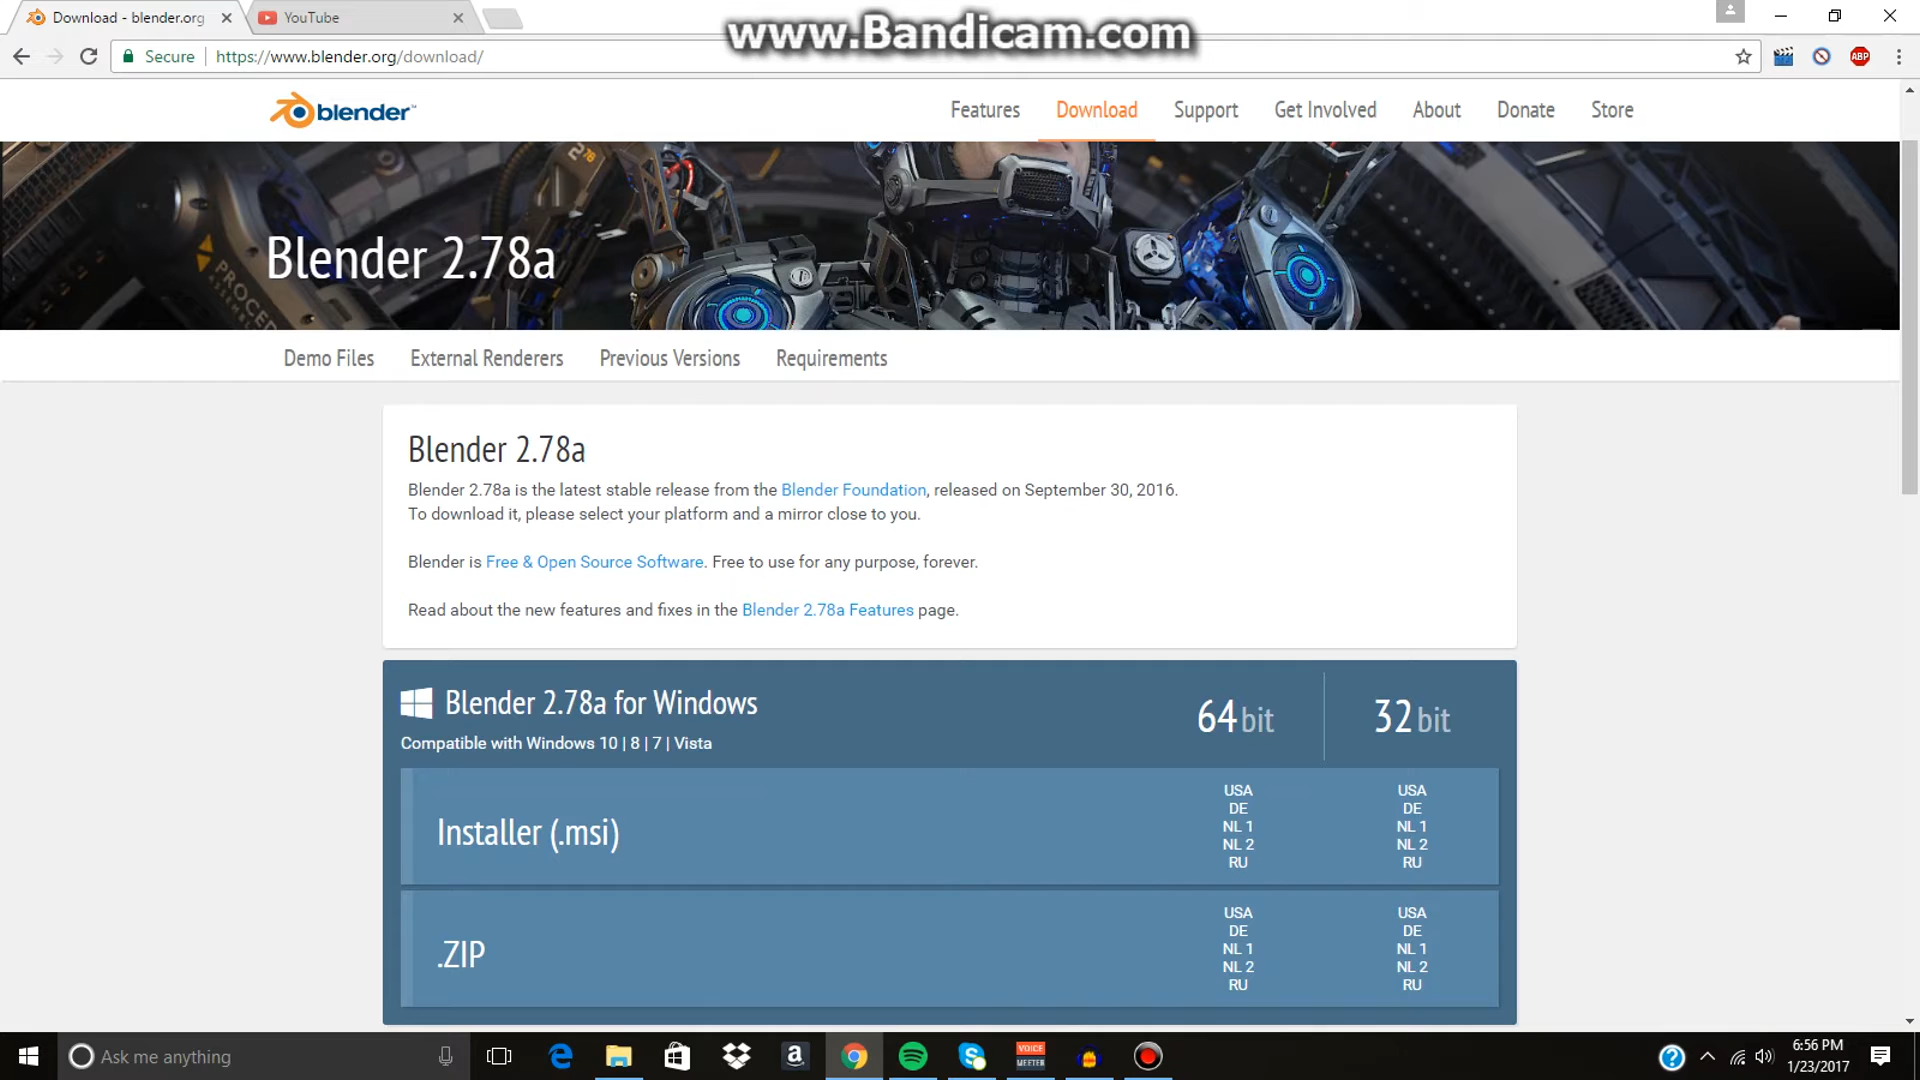 Download - blender.org
YouTube
www.Bandicam.com
Secure
https://www.blender.org/download/
ABP
blender
Features
Download
Support
Get Involved
About
Donate
Store
278
PROCED
Blender 2.78a
Demo Files
External Renderers
Previous Versions
Requirements
Blender 2.78a
Blender 2.78a is the latest stable release from the Blender Foundation, released on September 30, 2016.
To download it, please select your platform and a mirror close to you.
Blender is Free & Open Source Software. Free to use for any purpose, forever.
Read about the new features and fixes in the Blender 2.78a Features page.
Blender 2.78a for Windows
64 bit
32 bit
Compatible with Windows 10 | 8 | 7 | Vista
Installer (.msi)
USA
DE
NL 1
NL 2
RU
USA
DE
NL 1
NL 2
RU
.ZIP
USA
DE
NL 1
NL 2
RU
USA
DE
NL 1
NL 2
RU
Ask me anything
VOICE
MEETER
6:56 PM
1/23/2017